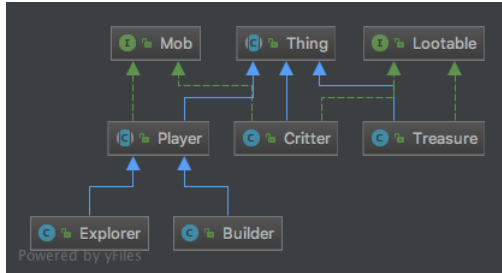 Mob
Thing
Lootable
Player
Critter
Treasure
Explorer
Builder
Powered by yFiles